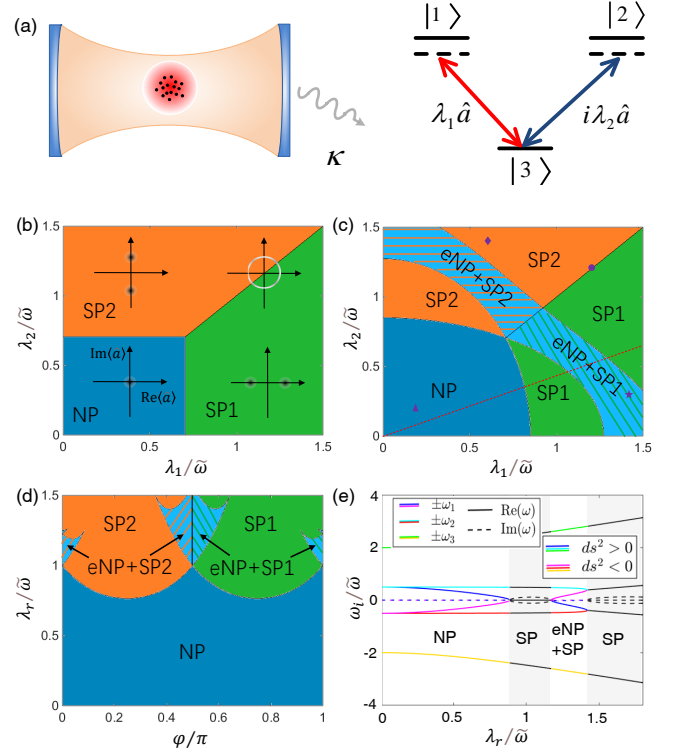 (a)
κ
|1⟩
|2⟩
λ₁â
iλ₂â
|3⟩
(b)
1.5
1
0.5
0
λ₂/ω̃
SP2
Im⟨a⟩
Re⟨a⟩
NP
SP1
0
0.5
1
1.5
λ₁/ω̃
(c)
1.5
1
0.5
0
λ₂/ω̃
eNP+SP2
SP2
SP2
SP1
eNP+SP1
NP
SP1
0
0.5
1
1.5
λ₁/ω̃
(d)
1.5
1
0.5
0
λᵣ/ω̃
SP2
SP1
eNP+SP2
eNP+SP1
NP
0
0.2
0.4
0.6
0.8
1
φ/π
(e)
4
2
0
-2
-4
ωᵢ/ω̃
±ω₁
±ω₂
±ω₃
Re(ω)
Im(ω)
ds² > 0
ds² < 0
NP
SP
eNP
+SP
SP
0
0.5
1
1.5
λᵣ/ω̃